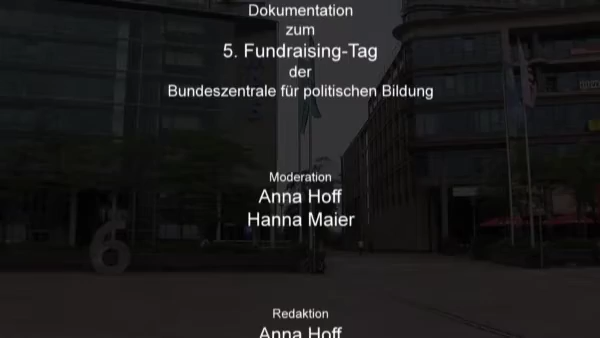 Dokumentation
zum
5. Fundraising-Tag
der
Bundeszentrale für politischen Bildung
Moderation
Anna Hoff
Hanna Maier
Redaktion
Anna Hoff